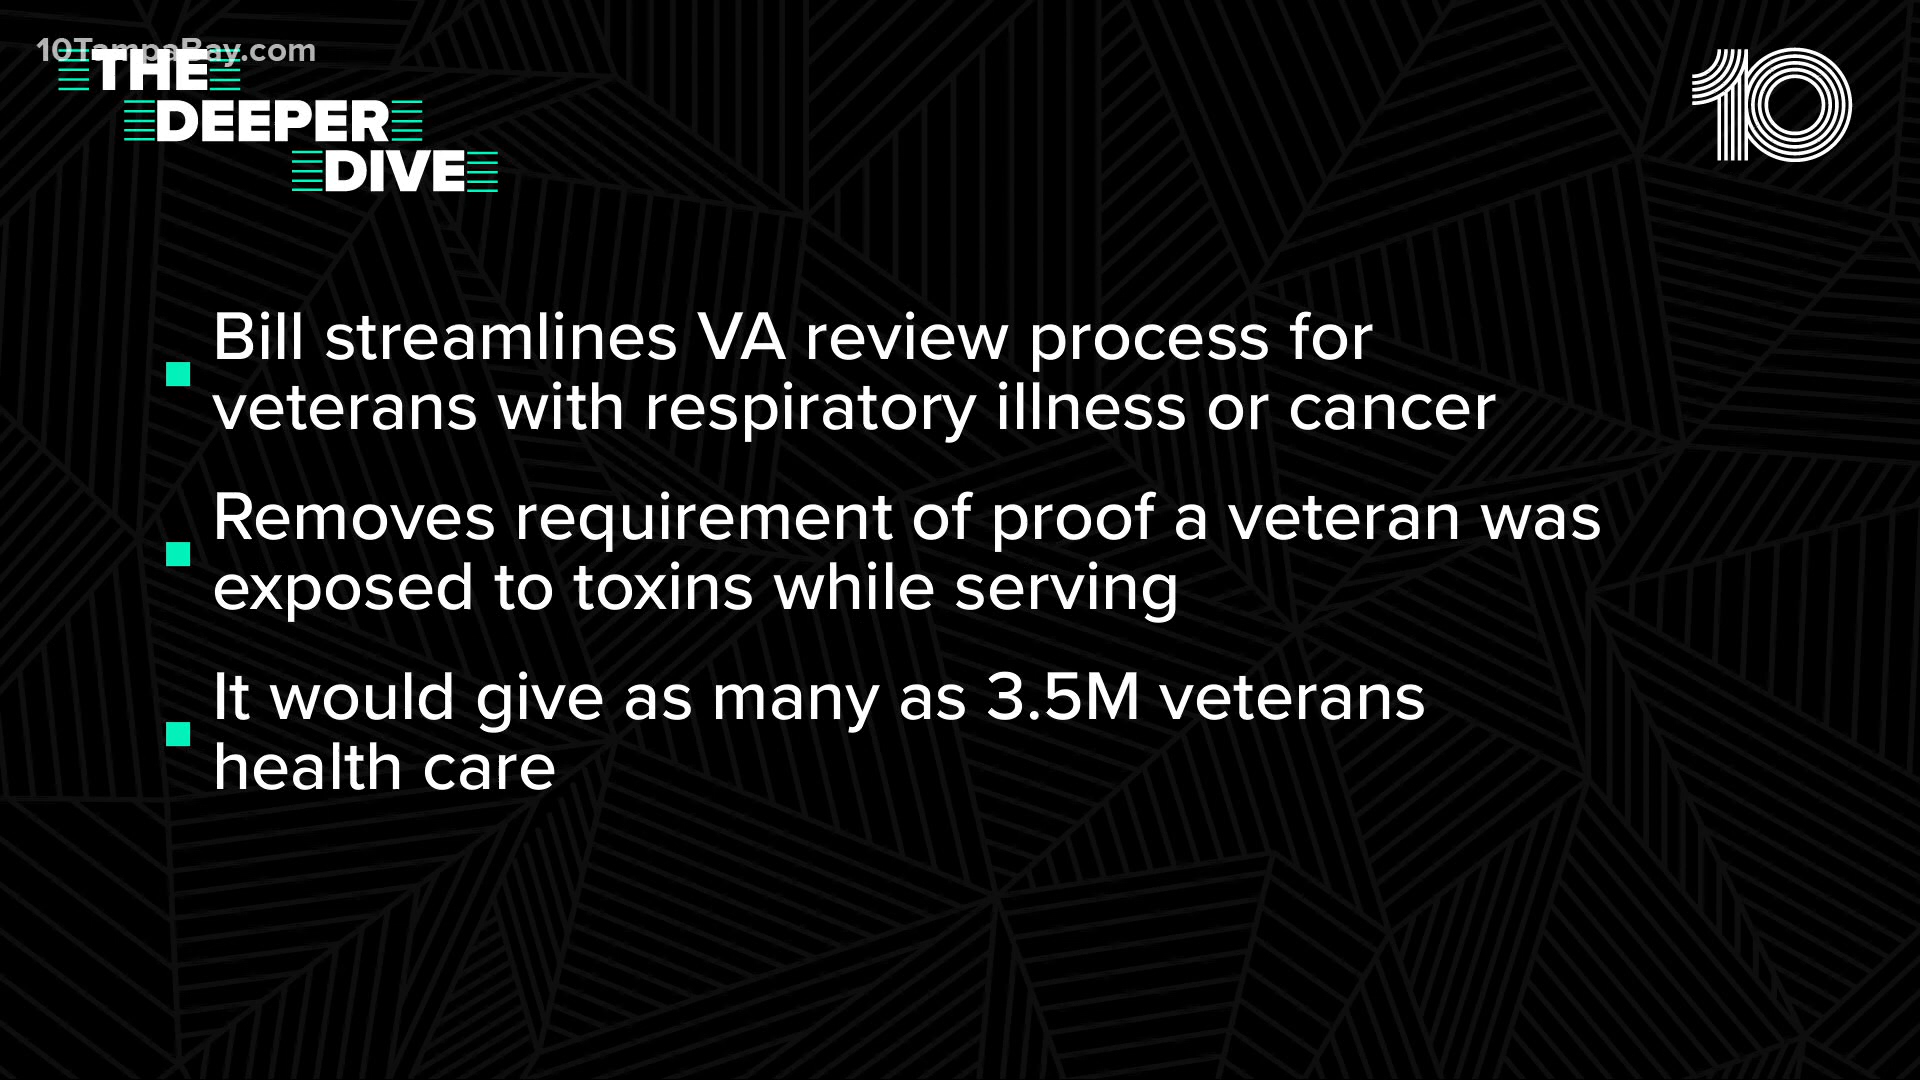 10TampaBay.com
THE
DEEPER
DIVE
10
Bill streamlines VA review process for
veterans with respiratory illness or cancer
Removes requirement of proof a veteran was
exposed to toxins while serving
It would give as many as 3.5M veterans
health care